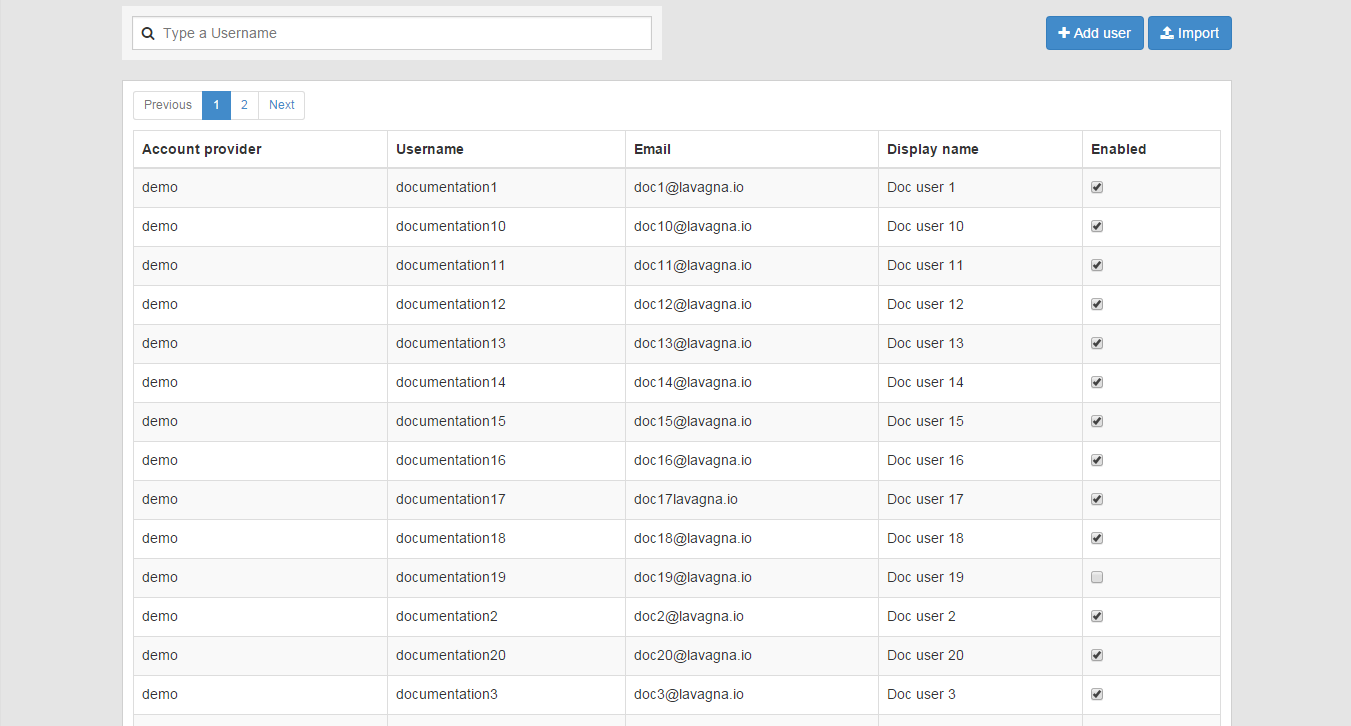 Type a Username
Add user
Import
Previous 1 2 Next
Account provider Username Email Display name Enabled
demo documentation1 doc1@lavagna.io Doc user 1
demo documentation10 doc10@lavagna.io Doc user 10
demo documentation11 doc11@lavagna.io Doc user 11
demo documentation12 doc12@lavagna.io Doc user 12
demo documentation13 doc13@lavagna.io Doc user 13
demo documentation14 doc14@lavagna.io Doc user 14
demo documentation15 doc15@lavagna.io Doc user 15
demo documentation16 doc16@lavagna.io Doc user 16
demo documentation17 doc17lavagna.io Doc user 17
demo documentation18 doc18@lavagna.io Doc user 18
demo documentation19 doc19@lavagna.io Doc user 19
demo documentation2 doc2@lavagna.io Doc user 2
demo documentation20 doc20@lavagna.io Doc user 20
demo documentation3 doc3@lavagna.io Doc user 3